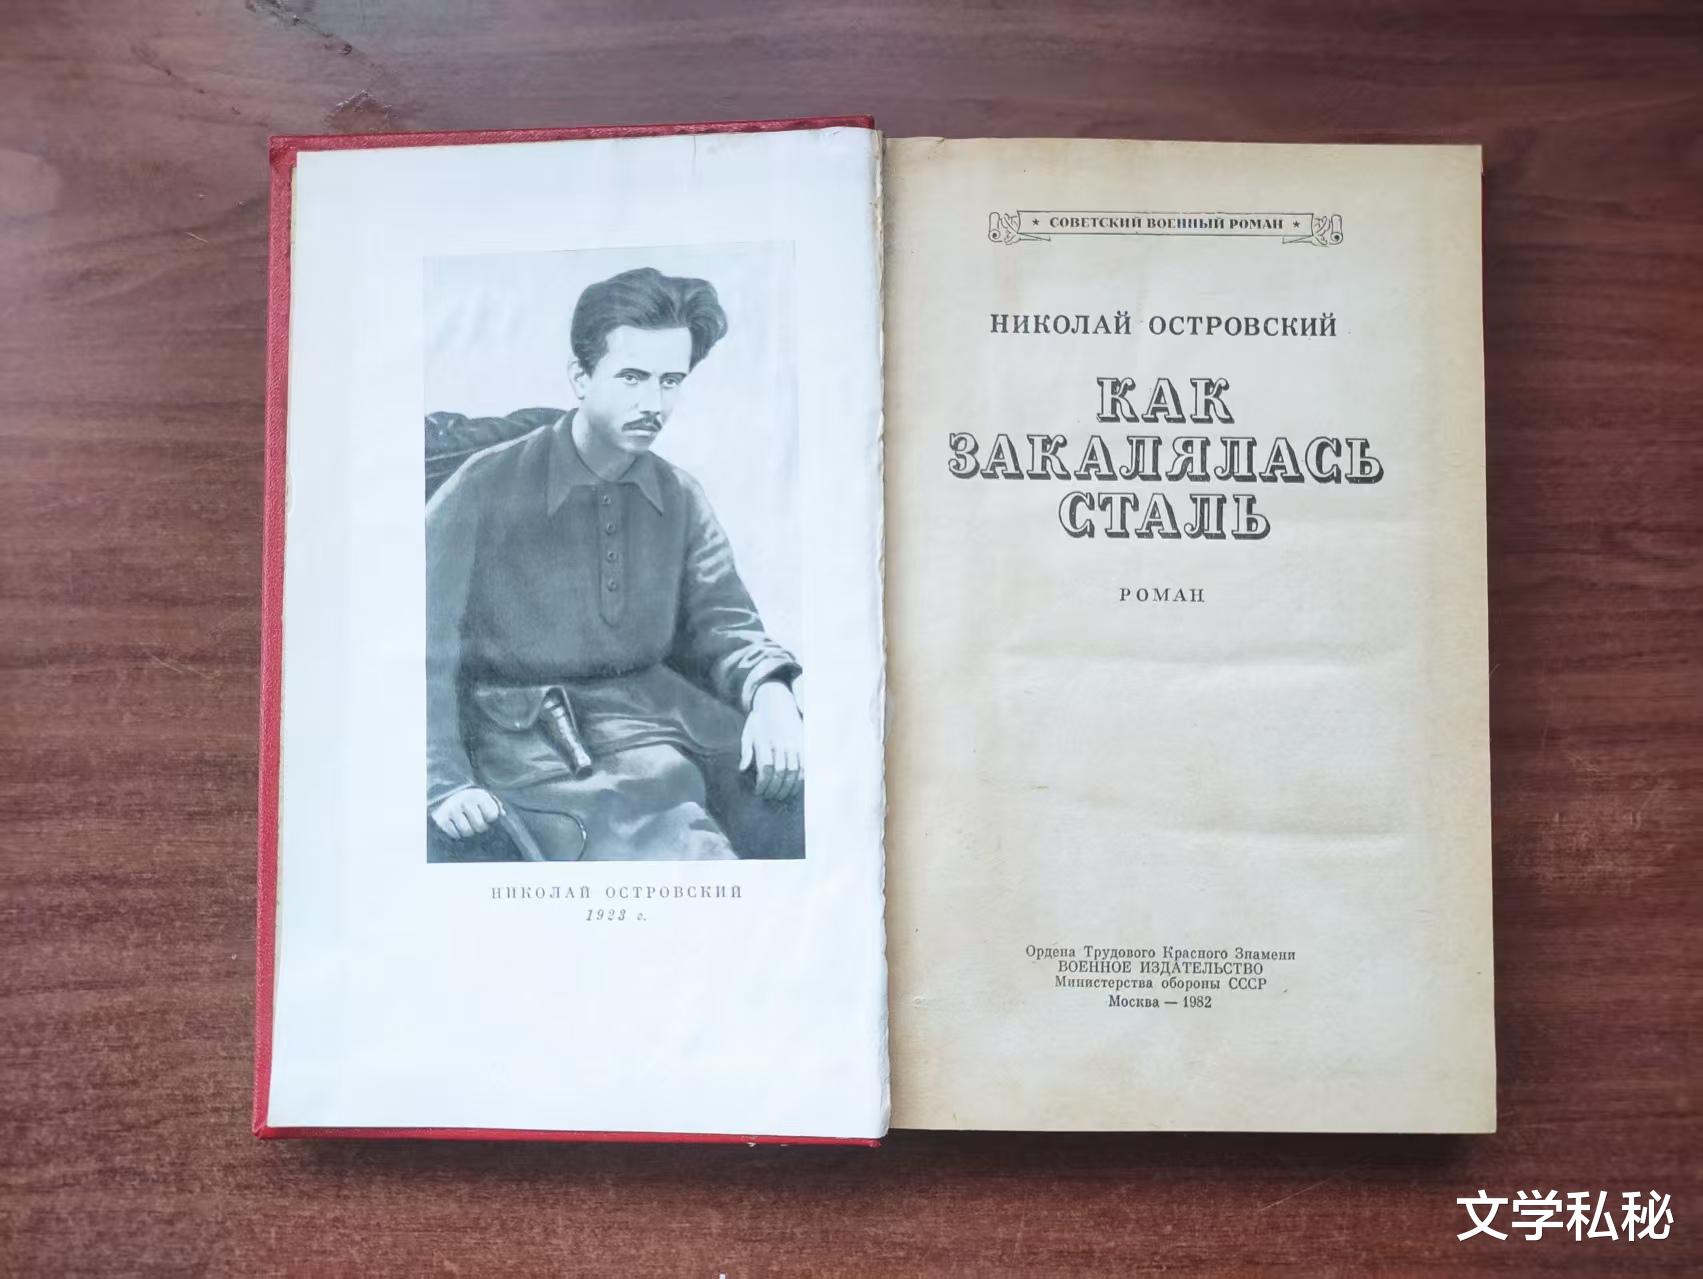 НИКОЛАЙ ОСТРОВСКИЙ
1923 г.
★ СОВЕТСКИЙ ВОЕННЫЙ РОМАН ★
НИКОЛАЙ ОСТРОВСКИЙ
КАК
ЗАКАЛЯЛАСЬ
СТАЛЬ
РОМАН
Ордена Трудового Красного Знамени
ВОЕННОЕ ИЗДАТЕЛЬСТВО
Министерства обороны СССР
Москва — 1982
文学私秘